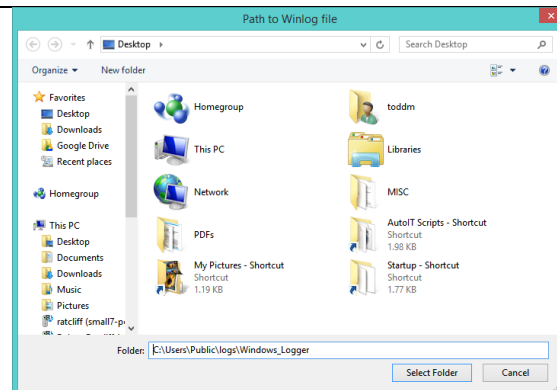 Path to Winlog file
Desktop
Search Desktop
Organize
New folder
Favorites
Desktop
Downloads
Google Drive
Recent places
Homegroup
This PC
Desktop
Documents
Downloads
Music
Pictures
ratcliff (small7-p
Homegroup
toddm
This PC
Libraries
Network
MISC
PDFs
AutoIT Scripts - Shortcut
Shortcut
1.98 KB
My Pictures - Shortcut
Shortcut
1.19 KB
Startup - Shortcut
Shortcut
1.77 KB
Folder: C:\Users\Public\logs\Windows_Logger
Select Folder
Cancel